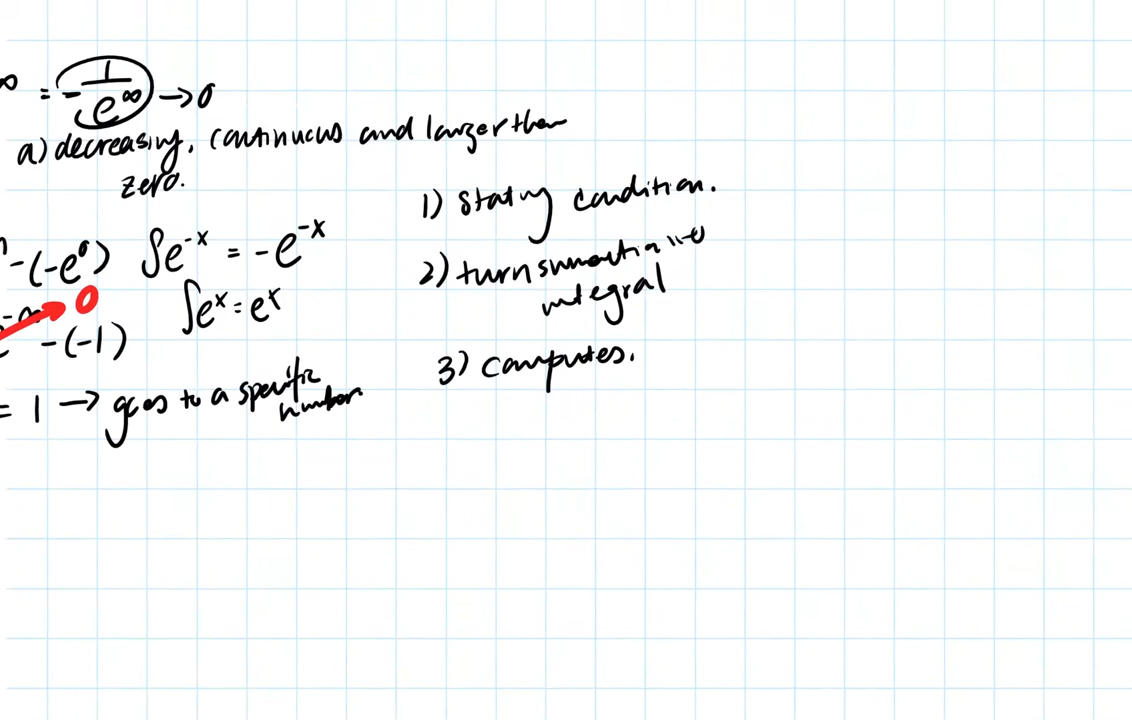 ∞ = - 1/e^∞ → 0
a) decreasing, continuous and larger than
zero.
1) stating condition.
- (-e^0) ∫e^-x = -e^-x
2) turn summation into
integral
0
∫e^x = e^x
- (-1)
3) computes.
= 1 → goes to a specific
number.